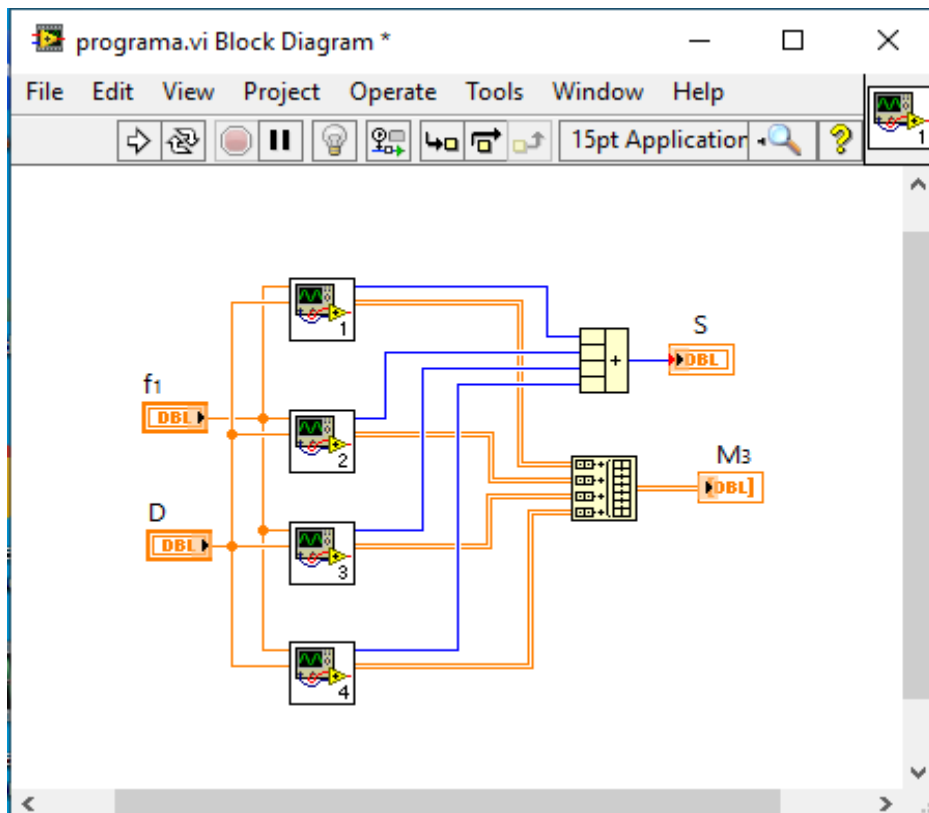 programa.vi Block Diagram *
File Edit View Project Operate Tools Window Help
15pt Application
1
1
S
DBL
f1
DBL
2
M3
DBL]
D
DBL
3
4